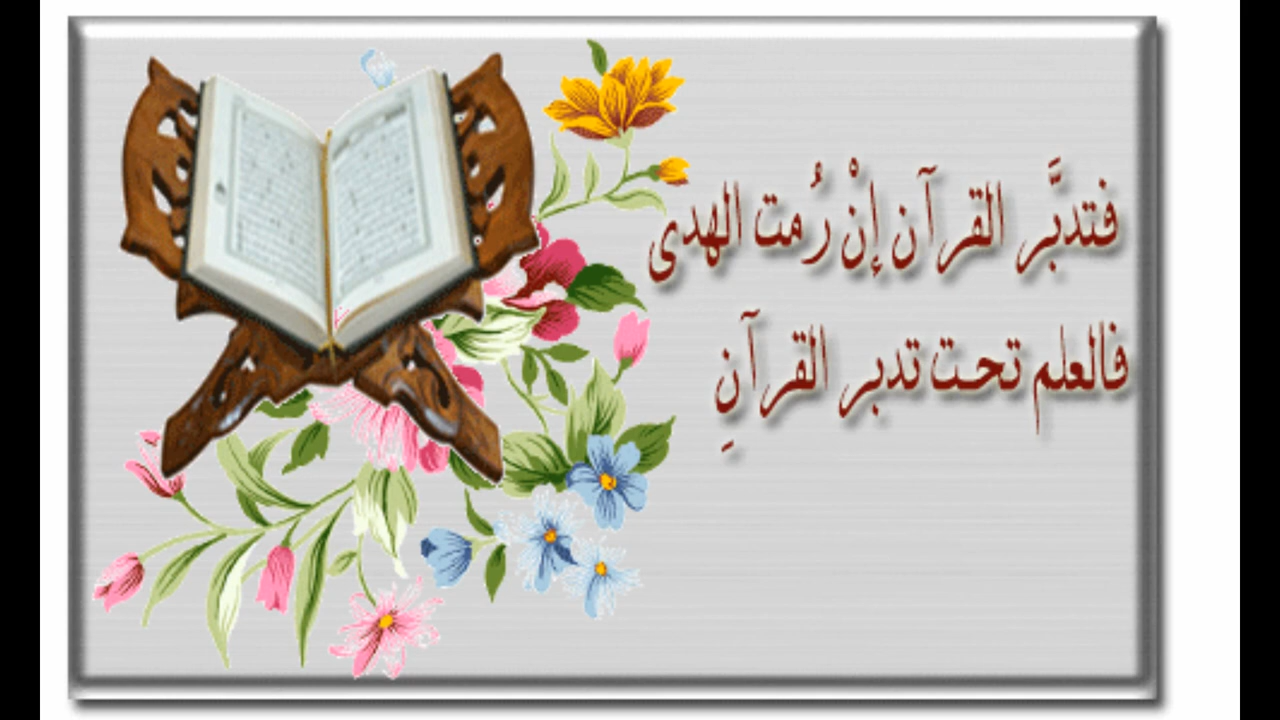 فتدبَّر القرآن إنْ رُمت الهدى
فالعلم تحت تدبر القرآنِ